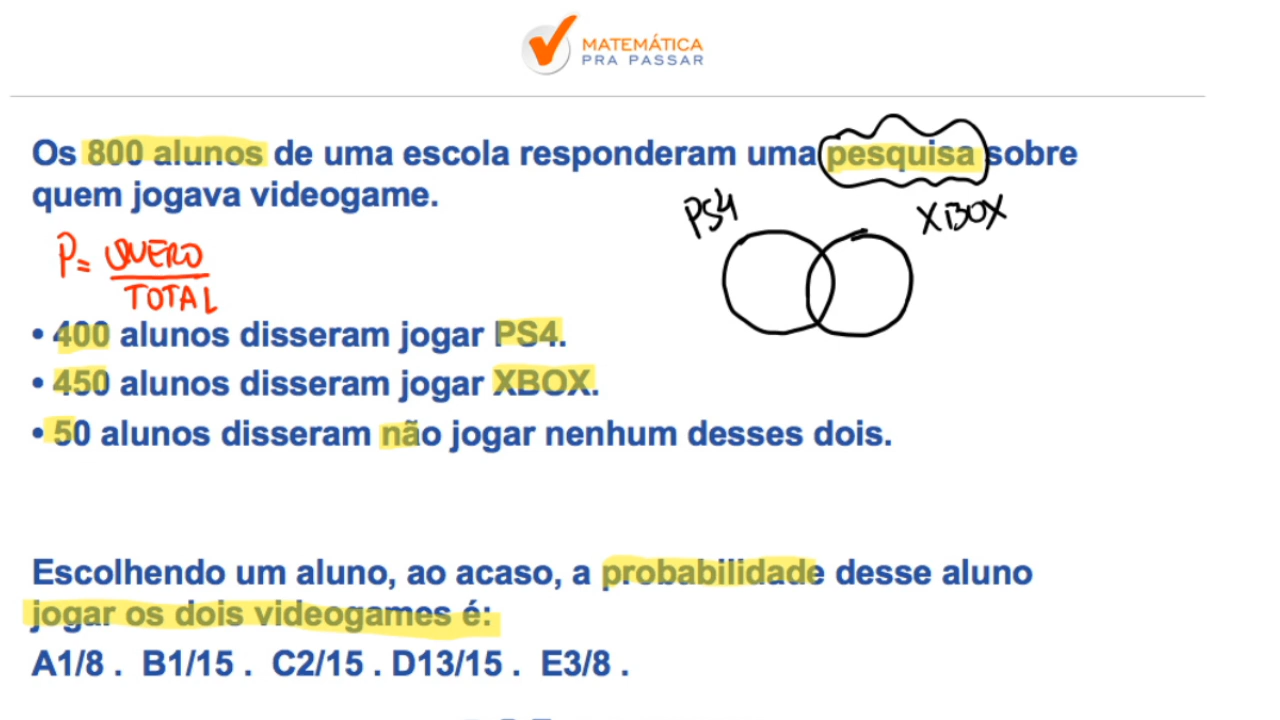 MATEMÁTICA
PRA PASSAR
Os 800 alunos de uma escola responderam uma pesquisa sobre
quem jogava videogame.
PS4
XBOX
P= QUERO
TOTAL
• 400 alunos disseram jogar PS4.
• 450 alunos disseram jogar XBOX.
• 50 alunos disseram não jogar nenhum desses dois.
Escolhendo um aluno, ao acaso, a probabilidade desse aluno
jogar os dois videogames é:
A1/8 . B1/15 . C2/15 . D13/15 . E3/8 .